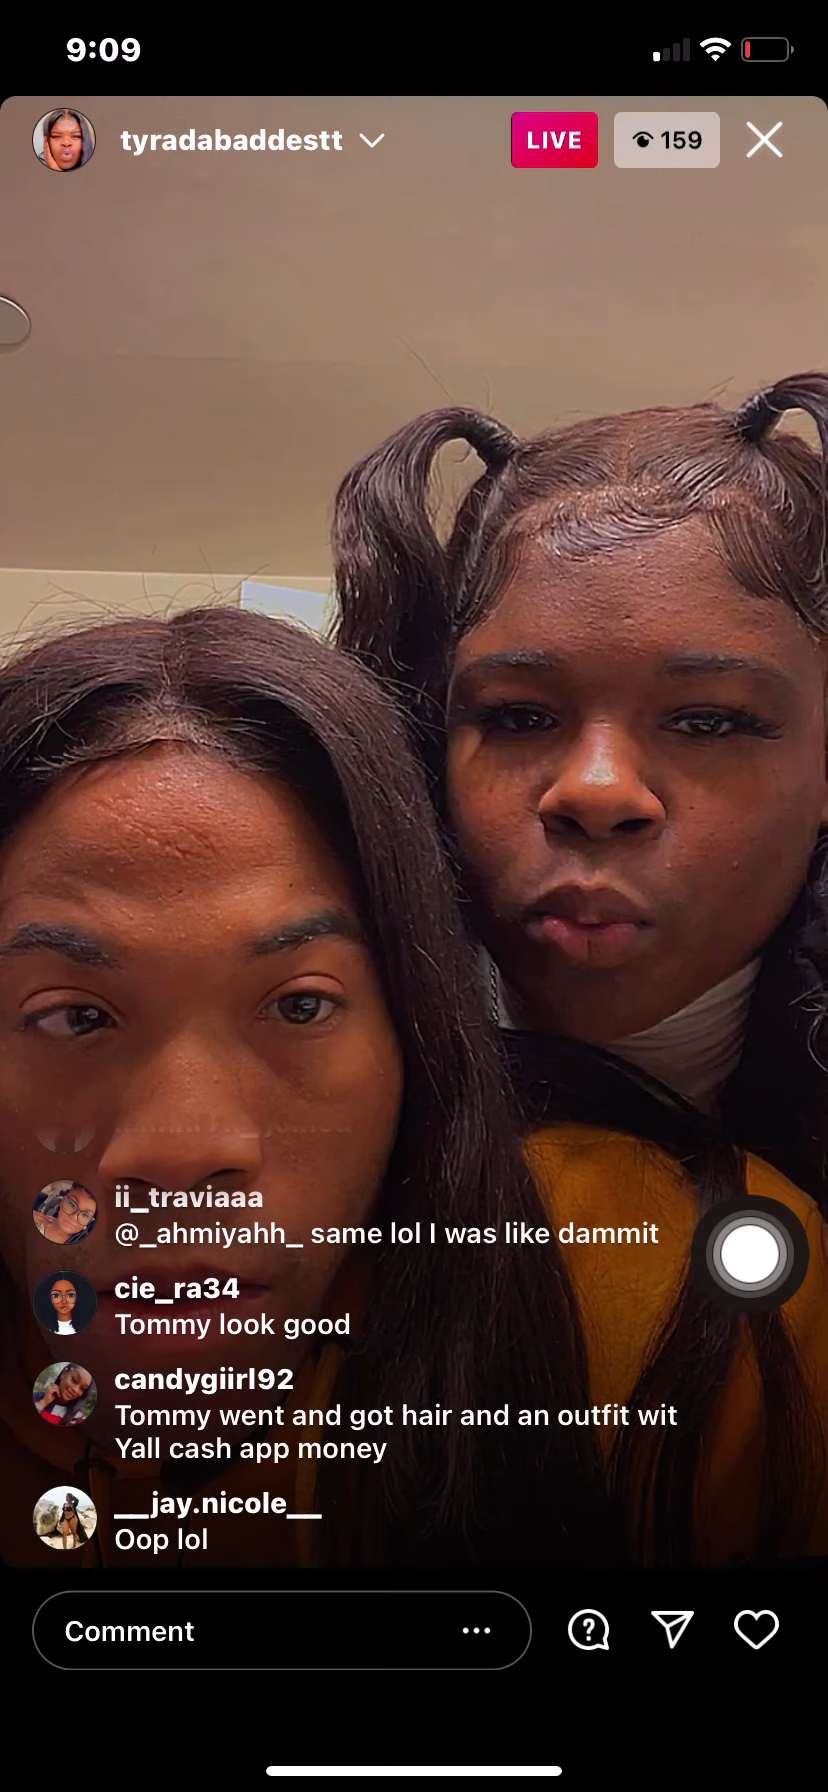 9:09
tyradabaddestt
LIVE
159
ii_traviaaa
@_ahmiyahh_ same lol I was like dammit
cie_ra34
Tommy look good
candygiirl92
Tommy went and got hair and an outfit wit
Yall cash app money
__jay.nicole__
Oop lol
Comment